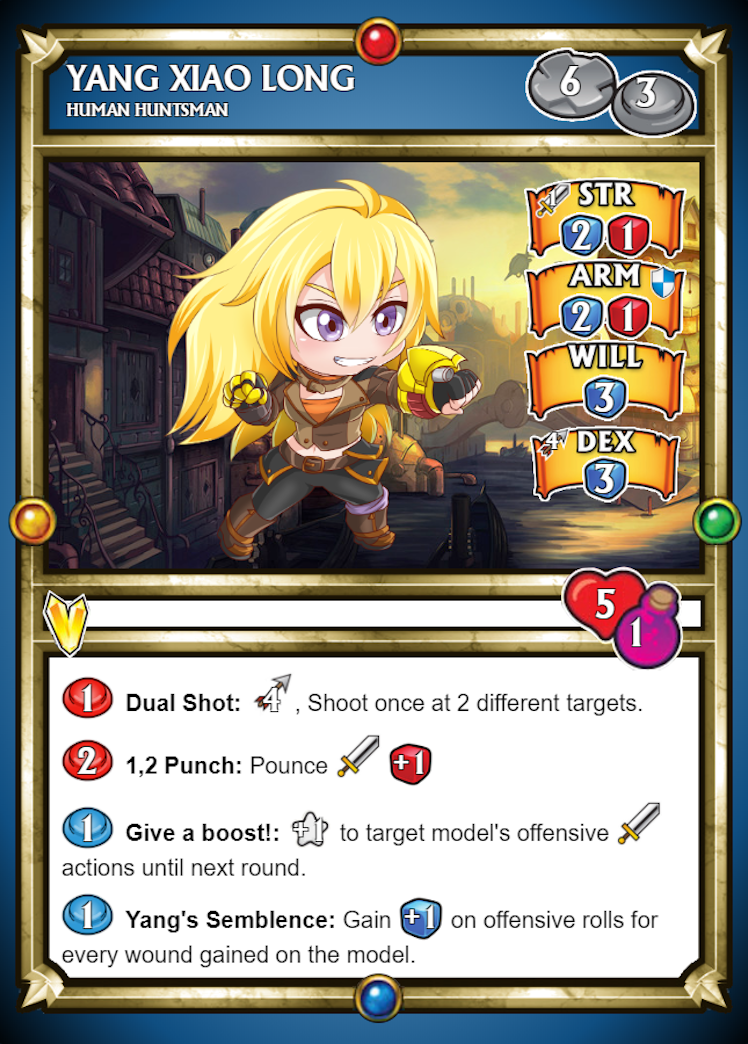 YANG XIAO LONG
HUMAN HUNTSMAN
6 3
1 STR
2 1
ARM
2 1
WILL
3
4 DEX
3
5
1
1 Dual Shot: 4 , Shoot once at 2 different targets.
2 1,2 Punch: Pounce +1
1 Give a boost!: +1 to target model's offensive
actions until next round.
1 Yang's Semblence: Gain +1 on offensive rolls for
every wound gained on the model.